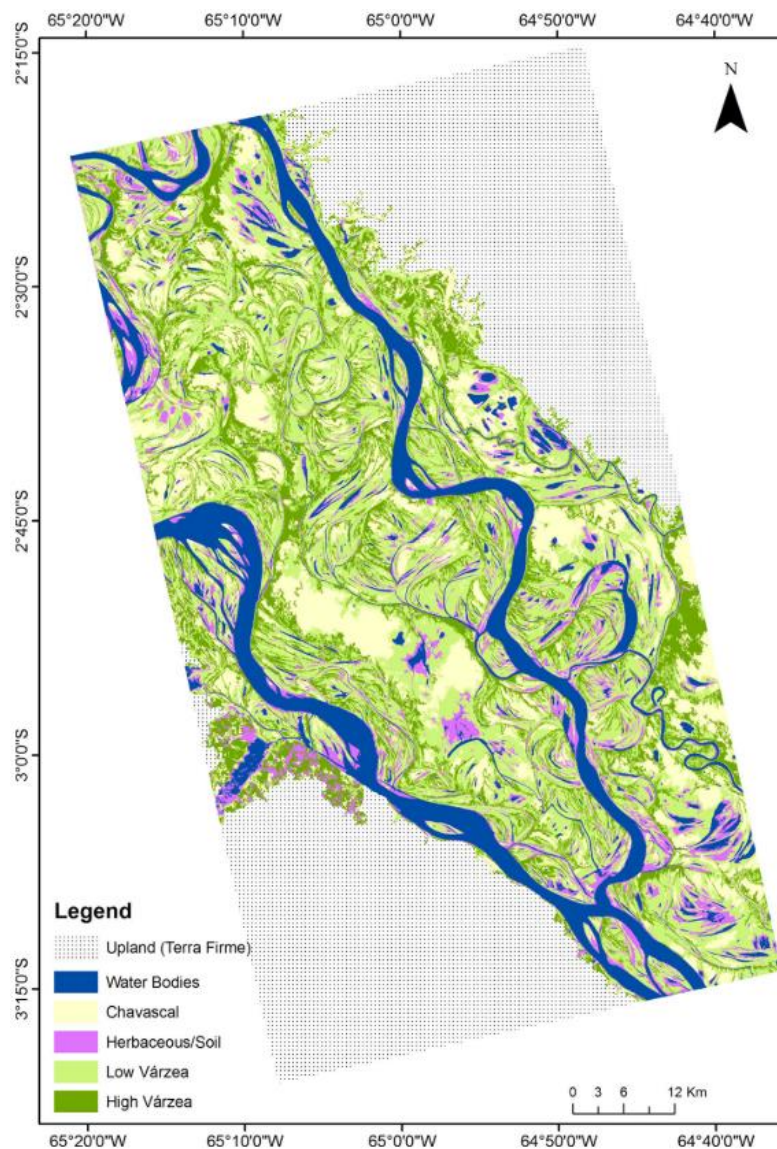 65°20'0"W 65°10'0"W 65°0'0"W 64°50'0"W 64°40'0"W
2°15'0"S
N
2°30'0"S
2°45'0"S
3°0'0"S
3°15'0"S
Legend
Upland (Terra Firme)
Water Bodies
Chavascal
Herbaceous/Soil
Low Várzea
High Várzea
0 3 6 12 Km
65°20'0"W 65°10'0"W 65°0'0"W 64°50'0"W 64°40'0"W